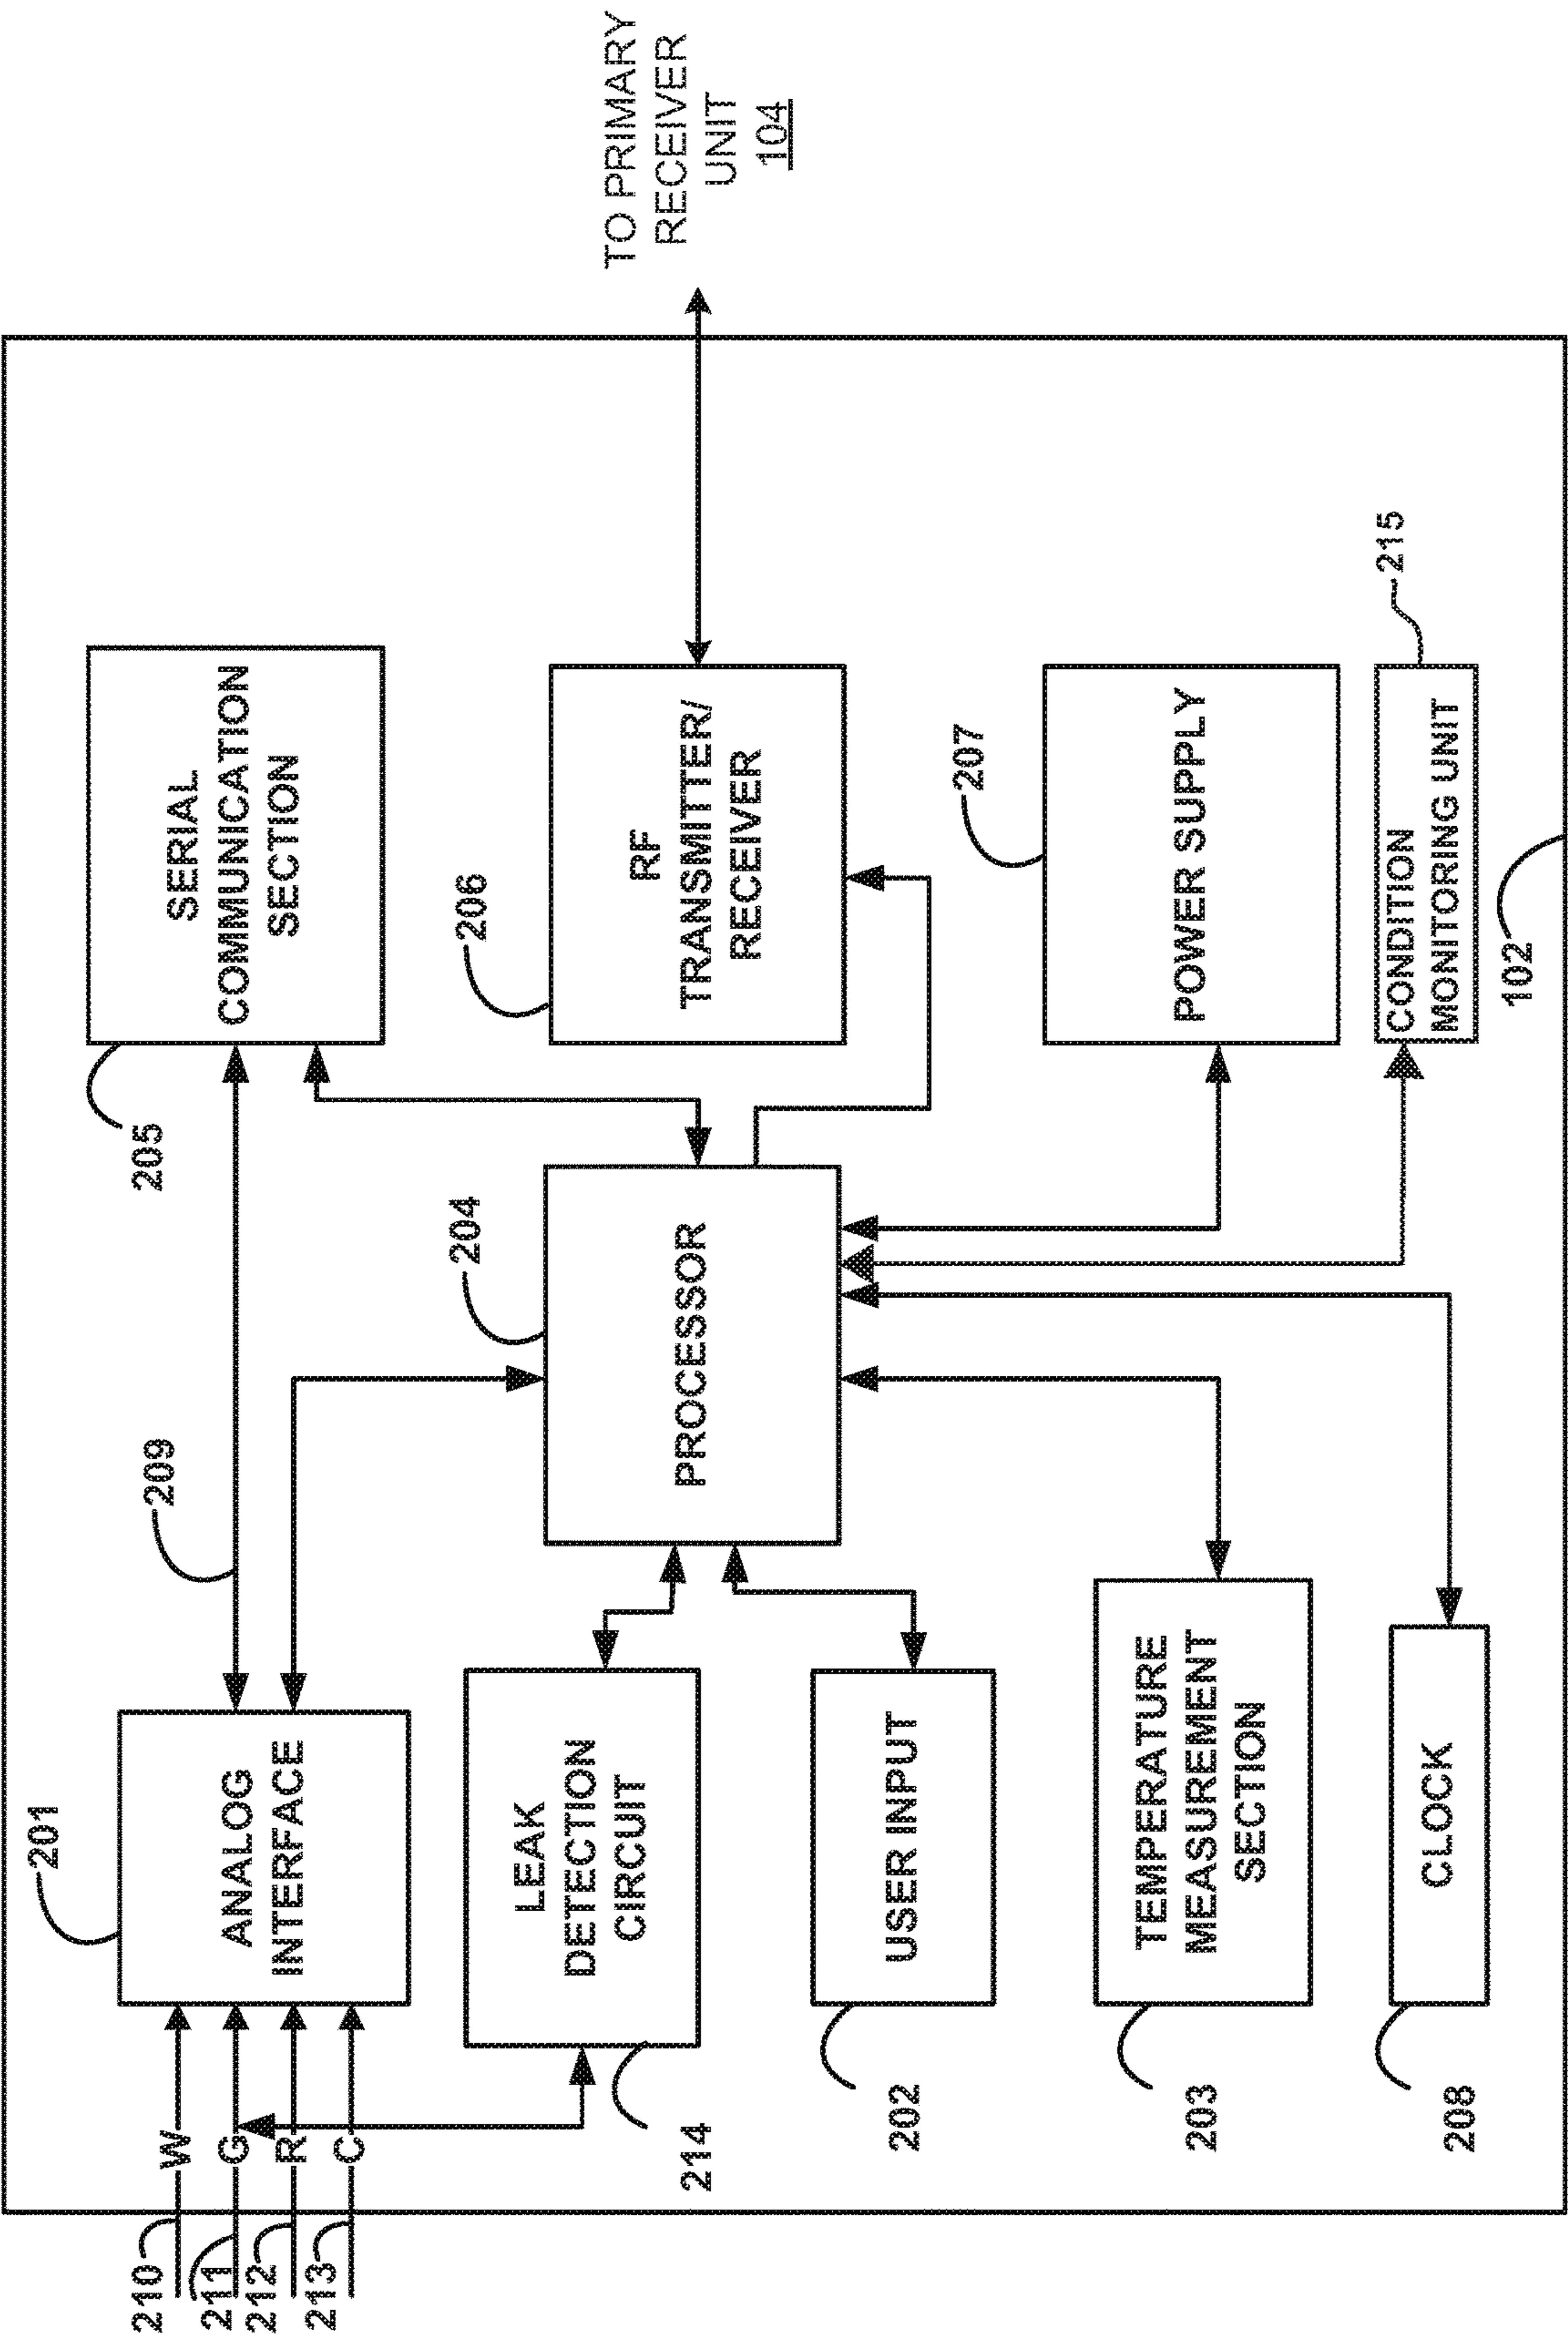 210
W
211
G
212
R
213
C
201
ANALOG
INTERFACE
209
205
SERIAL
COMMUNICATION
SECTION
214
LEAK
DETECTION
CIRCUIT
204
PROCESSOR
206
RF
TRANSMITTER/
RECEIVER
TO PRIMARY
RECEIVER
UNIT
104
202
USER INPUT
203
TEMPERATURE
MEASUREMENT
SECTION
207
POWER SUPPLY
208
CLOCK
CONDITION
MONITORING UNIT
215
102